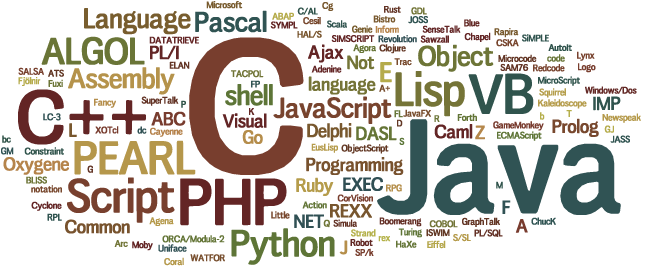 Microsoft
Language Pascal ABAP C/AL Cg Rust GDL
SYMPL Cesil Scala Bistro JOSS
DATATRIEVE HAL/S Genie Inform SenseTalk Blue
ALGOL PL/I SIMSCRIPT Revolution Sawzall Chapel Rapira
ELAN Ajax Agora Clojure Object CSKA SiMPLE
SALSA ATS Assembly TACPOL Not Trac Microcode AutoIt
Fjölnir Fuxi FP Adenine E SAM76 code Lynx
shell language A+ Lisp VB Redcode Logo
K MicroScript Windows/Dos
C++ Fancy SuperTalk P C JavaScript Squirrel IMP
LC-3 ABC Visual FL JavaFX R Forth Kaleidoscope
L XOTcl dc Cayenne Go Delphi DASL D Caml Z GameMonkey b T Newspeak
bc S ECMAScript Prolog GJ
GM Constraint PEARL EusLisp ObjectScript JASS
Oxygene G Programming Java
BLISS Script PHP Ruby EXEC RPG
notation CorVision M
Cyclone Action REXX F
RPL Common Agena Little NET Q Simula Boomerang COBOL GraphTalk A ChucK
Turing ISWIM PL/SQL
Arc Moby ORCA/Modula-2 Python J Robot Strand rex HaXe Eiffel S/SL
Uniface SP/k
Coral WATFOR